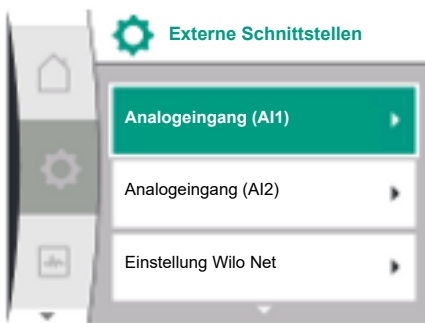 Externe Schnittstellen
Analogeingang (AI1)
Analogeingang (AI2)
Einstellung Wilo Net